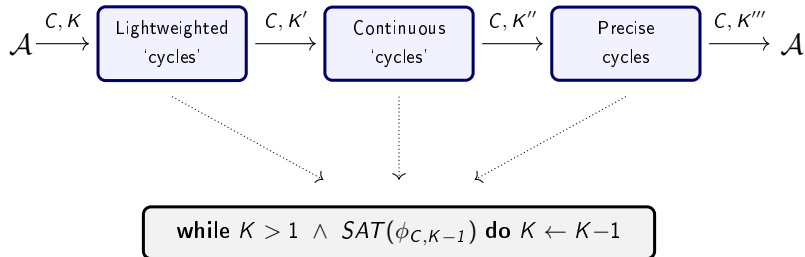 𝒜 C, K Lightweighted ‘cycles’ C, K′ Continuous ‘cycles’ C, K″ Precise cycles C, K‴ 𝒜
while K > 1 ∧ SAT(ϕ_{C,K−1}) do K ← K−1